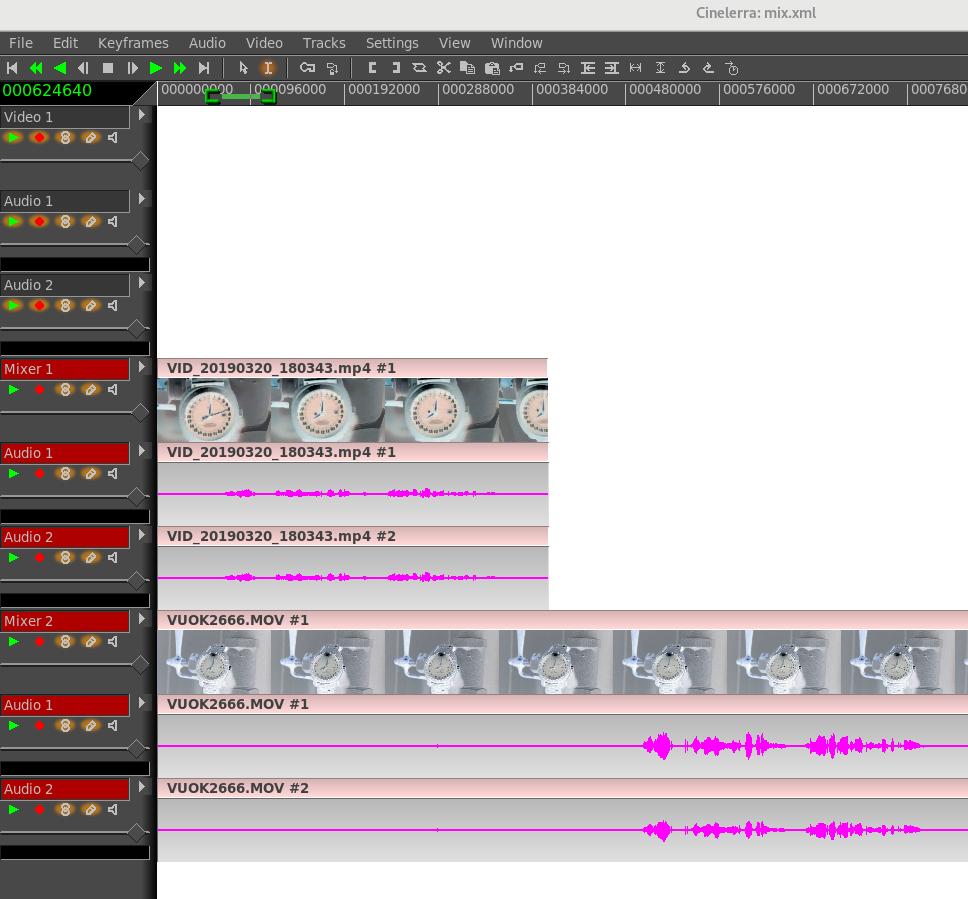 Cinelerra: mix.xml
File Edit Keyframes Audio Video Tracks Settings View Window
000624640
000000000 000096000 000192000 000288000 000384000 000480000 000576000 000672000 0007680
Video 1
Audio 1
Audio 2
Mixer 1
VID_20190320_180343.mp4 #1
Audio 1
VID_20190320_180343.mp4 #1
Audio 2
VID_20190320_180343.mp4 #2
Mixer 2
VUOK2666.MOV #1
Audio 1
VUOK2666.MOV #1
Audio 2
VUOK2666.MOV #2